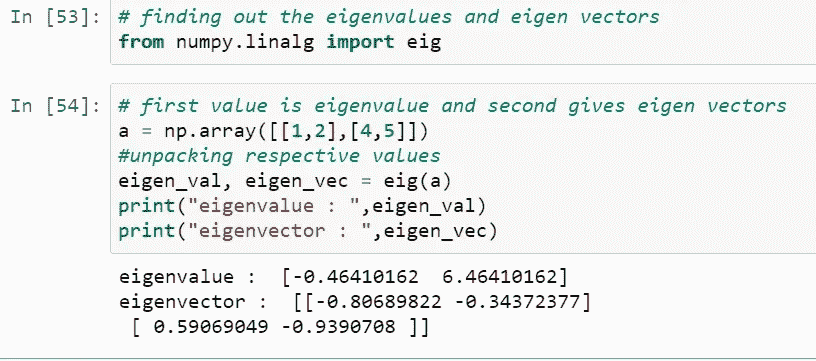 In [53]: # finding out the eigenvalues and eigen vectors
from numpy.linalg import eig
In [54]: # first value is eigenvalue and second gives eigen vectors
a = np.array([[1,2],[4,5]])
#unpacking respective values
eigen_val, eigen_vec = eig(a)
print("eigenvalue : ",eigen_val)
print("eigenvector : ",eigen_vec)
eigenvalue :  [-0.46410162  6.46410162]
eigenvector :  [[-0.80689822 -0.34372377]
 [ 0.59069049 -0.9390708 ]]